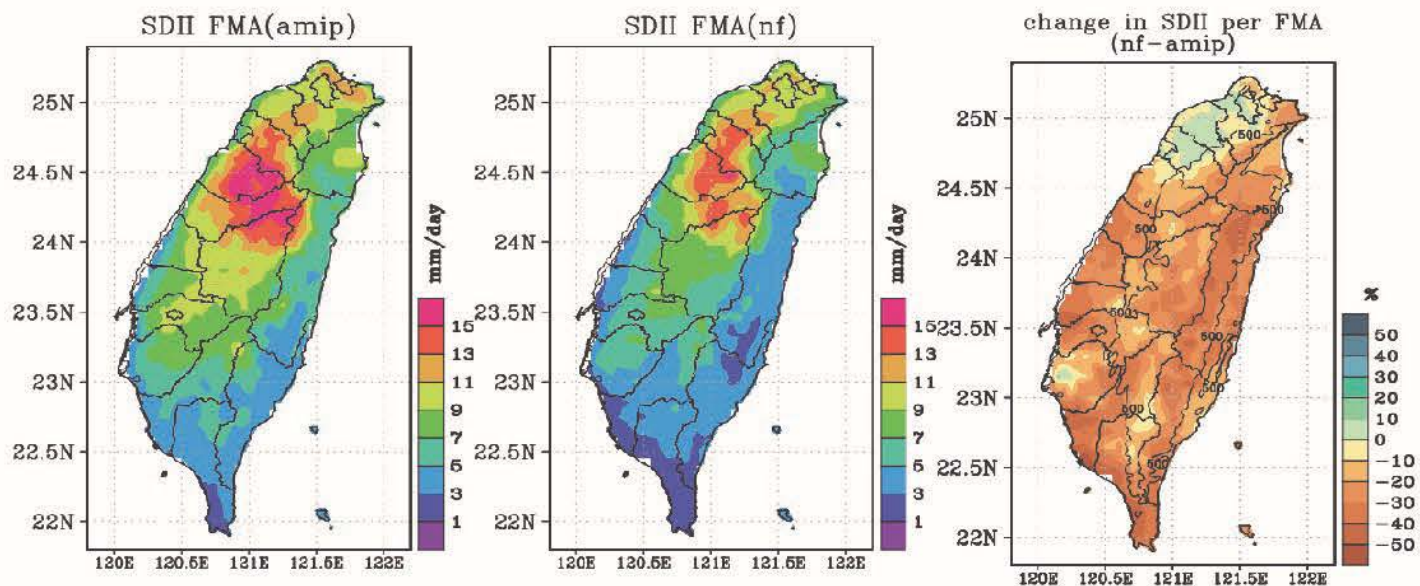 SDII FMA(amip)
25N
24.5N
24N
23.5N
23N
22.5N
22N
120E
120.5E
121E
121.5E
122E
mm/day
15
13
11
9
7
5
3
1
SDII FMA(nf)
25N
24.5N
24N
23.5N
23N
22.5N
22N
120E
120.5E
121E
121.5E
122E
mm/day
15
13
11
9
7
5
3
1
change in SDII per FMA
(nf-amip)
25N
24.5N
24N
23.5N
23N
22.5N
22N
120E
120.5E
121E
121.5E
122E
500
500
500
500
500
500
500
500
%
50
40
30
20
10
0
-10
-20
-30
-40
-50